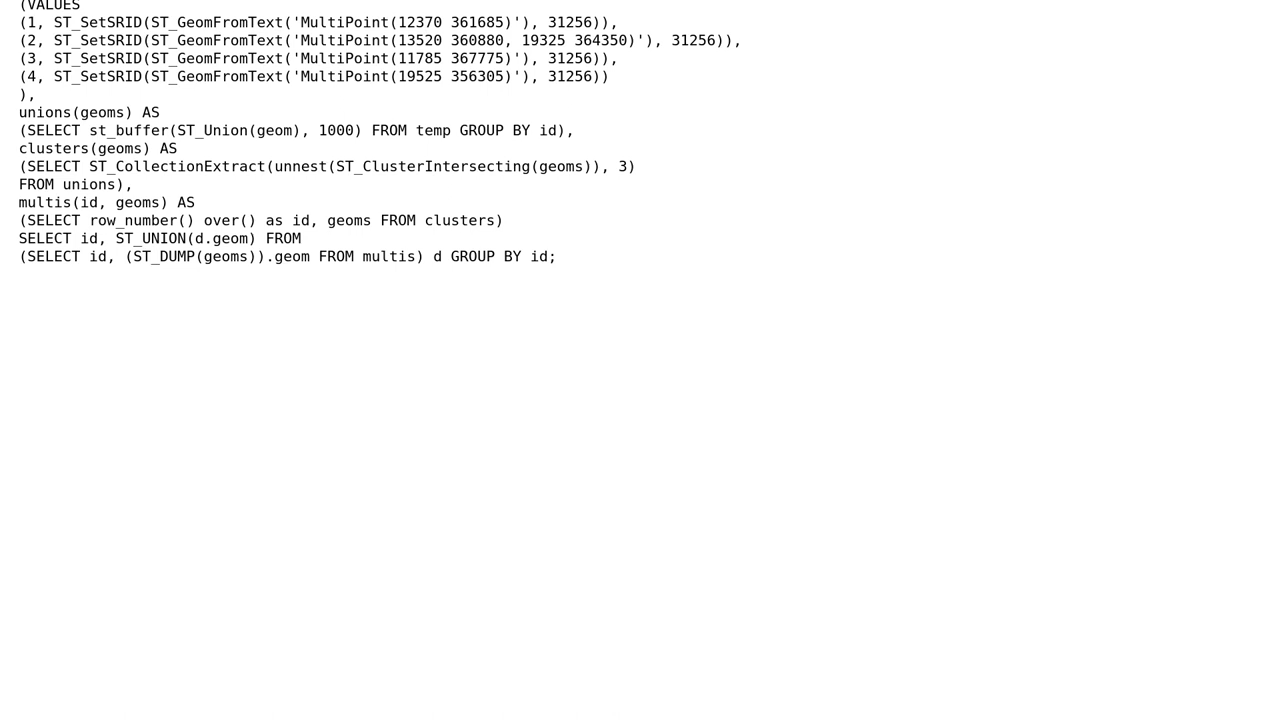 (VALUES
(1, ST_SetSRID(ST_GeomFromText('MultiPoint(12370 361685)'), 31256)),
(2, ST_SetSRID(ST_GeomFromText('MultiPoint(13520 360880, 19325 364350)'), 31256)),
(3, ST_SetSRID(ST_GeomFromText('MultiPoint(11785 367775)'), 31256)),
(4, ST_SetSRID(ST_GeomFromText('MultiPoint(19525 356305)'), 31256))
),
unions(geoms) AS
(SELECT st_buffer(ST_Union(geom), 1000) FROM temp GROUP BY id),
clusters(geoms) AS
(SELECT ST_CollectionExtract(unnest(ST_ClusterIntersecting(geoms)), 3)
FROM unions),
multis(id, geoms) AS
(SELECT row_number() over() as id, geoms FROM clusters)
SELECT id, ST_UNION(d.geom) FROM
(SELECT id, (ST_DUMP(geoms)).geom FROM multis) d GROUP BY id;